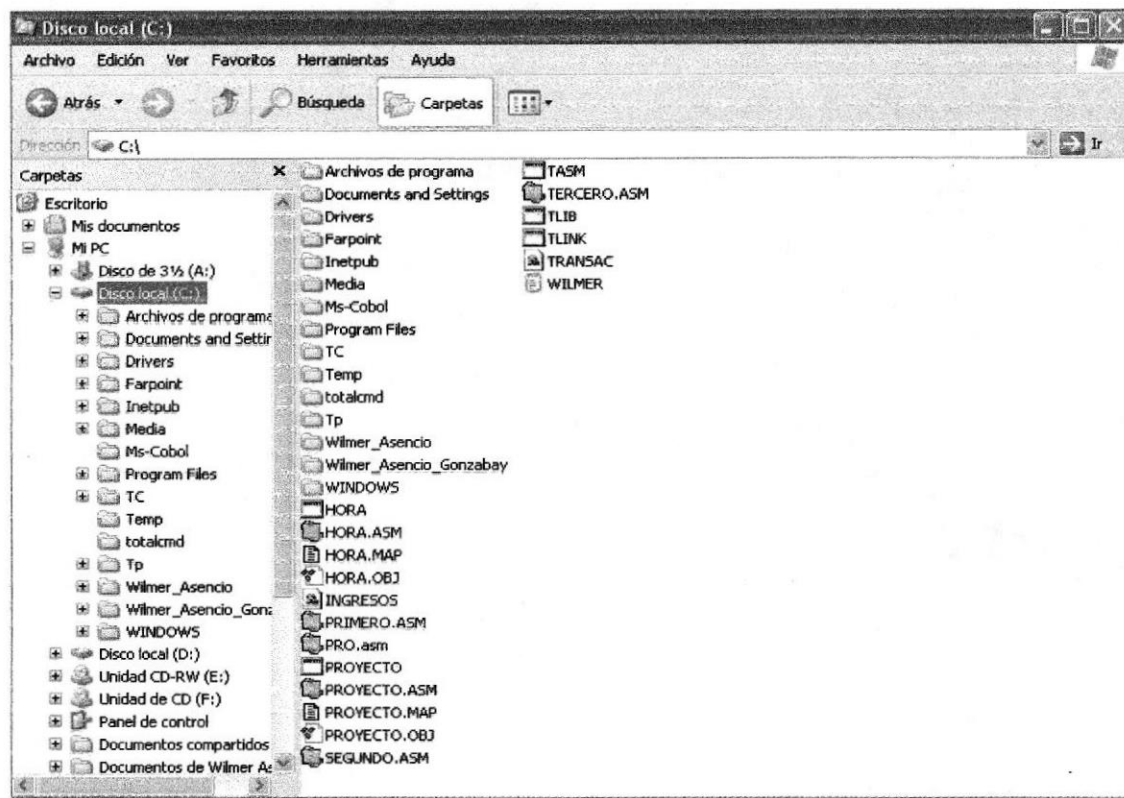 Disco local (C:)
Archivo Edición Ver Favoritos Herramientas Ayuda
Atrás Búsqueda Carpetas
Dirección C:\ Ir
Carpetas
Escritorio
Mis documentos
Mi PC
Disco de 3½ (A:)
Disco local (C:)
Archivos de programa
Documents and Settir
Drivers
Farpoint
Inetpub
Media
Ms-Cobol
Program Files
TC
Temp
totalcmd
Tp
Wilmer_Asencio
Wilmer_Asencio_Gonz
WINDOWS
Disco local (D:)
Unidad CD-RW (E:)
Unidad de CD (F:)
Panel de control
Documentos compartidos
Documentos de Wilmer As
Archivos de programa
Documents and Settings
Drivers
Farpoint
Inetpub
Media
Ms-Cobol
Program Files
TC
Temp
totalcmd
Tp
Wilmer_Asencio
Wilmer_Asencio_Gonzabay
WINDOWS
HORA
HORA.ASM
HORA.MAP
HORA.OBJ
INGRESOS
PRIMERO.ASM
PRO.asm
PROYECTO
PROYECTO.ASM
PROYECTO.MAP
PROYECTO.OBJ
SEGUNDO.ASM
TASM
TERCERO.ASM
TLIB
TLINK
TRANSAC
WILMER